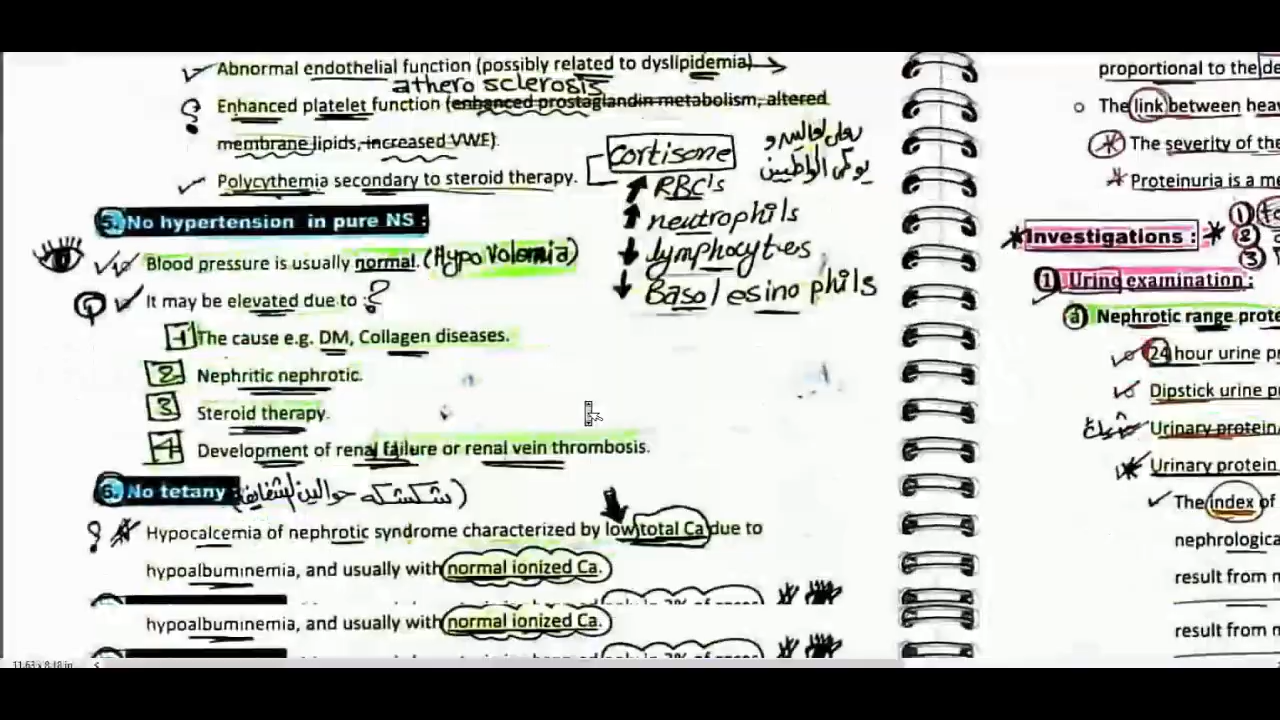 Abnormal endothelial function (possibly related to dyslipidemia)
athero sclerosis
Enhanced platelet function (enhanced prostaglandin metabolism, altered
membrane lipids, increased VWF).
Polycythemia secondary to steroid therapy.
Cortisone
RBC's
neutrophils
lymphocytes
Baso/esinophils
5. No hypertension in pure NS :
Blood pressure is usually normal. (Hypo Volomia)
It may be elevated due to : ?
1 The cause e.g. DM, Collagen diseases.
2 Nephritic nephrotic.
3 Steroid therapy.
4 Development of renal failure or renal vein thrombosis.
6. No tetany :
Hypocalcemia of nephrotic syndrome characterized by low total Ca due to
hypoalbuminemia, and usually with normal ionized Ca.
hypoalbuminemia, and usually with normal ionized Ca.
proportional to the de
The link between hea
The severity of the
Proteinuria is a me
Investigations :
1 Urine examination:
a Nephrotic range prote
24 hour urine p
Dipstick urine p
Urinary protein/
Urinary protein
The index of
nephrologica
result from n
result from n
11.63 x 8.18 in